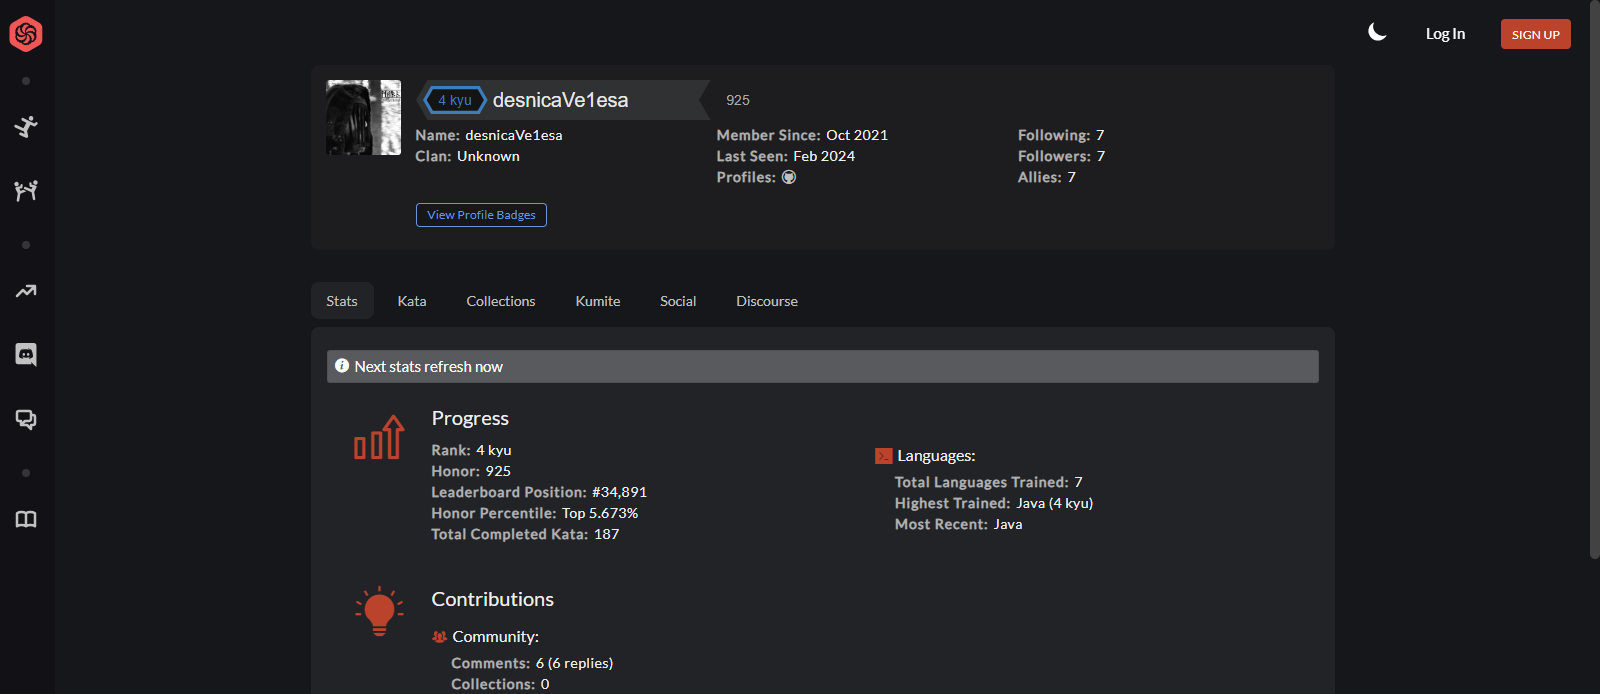 Log In
SIGN UP
4 kyu desnicaVe1esa 925
Name: desnicaVe1esa
Clan: Unknown
Member Since: Oct 2021
Last Seen: Feb 2024
Profiles:
Following: 7
Followers: 7
Allies: 7
View Profile Badges
Stats Kata Collections Kumite Social Discourse
Next stats refresh now
Progress
Rank: 4 kyu
Honor: 925
Leaderboard Position: #34,891
Honor Percentile: Top 5.673%
Total Completed Kata: 187
Languages:
Total Languages Trained: 7
Highest Trained: Java (4 kyu)
Most Recent: Java
Contributions
Community:
Comments: 6 (6 replies)
Collections: 0